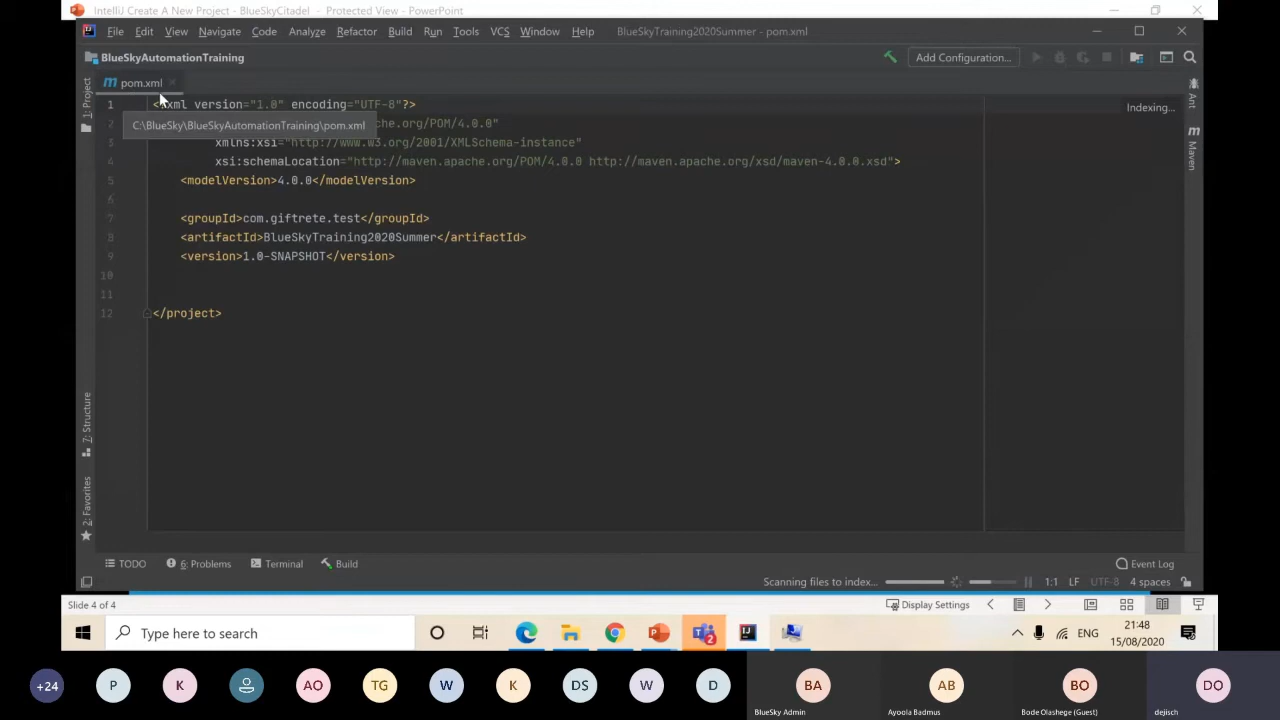 IntelliJ Create A New Project - BlueSkyCitadel - Protected View - PowerPoint
File Edit View Navigate Code Analyze Refactor Build Run Tools VCS Window Help BlueSkyTraining2020Summer - pom.xml
BlueSkyAutomationTraining Add Configuration...
pom.xml
1: Project
Ant
Maven
Indexing...
1 <?xml version="1.0" encoding="UTF-8"?>
C:\BlueSky\BlueSkyAutomationTraining\pom.xml
2 che.org/POM/4.0.0"
3 xmlns:xsi="http://www.w3.org/2001/XMLSchema-instance"
4 xsi:schemaLocation="http://maven.apache.org/POM/4.0.0 http://maven.apache.org/xsd/maven-4.0.0.xsd">
5 <modelVersion>4.0.0</modelVersion>
6
7 <groupId>com.giftrete.test</groupId>
8 <artifactId>BlueSkyTraining2020Summer</artifactId>
9 <version>1.0-SNAPSHOT</version>
10
11
12 </project>
7: Structure
2: Favorites
TODO 6: Problems Terminal Build Event Log
Scanning files to index... 1:1 LF UTF-8 4 spaces
Slide 4 of 4 Display Settings
Type here to search 2 ENG 21:48
15/08/2020
+24 P K AO TG W K DS W D BA AB BO DO
BlueSky Admin Ayoola Badmus Bode Olashege (Guest) dejisch